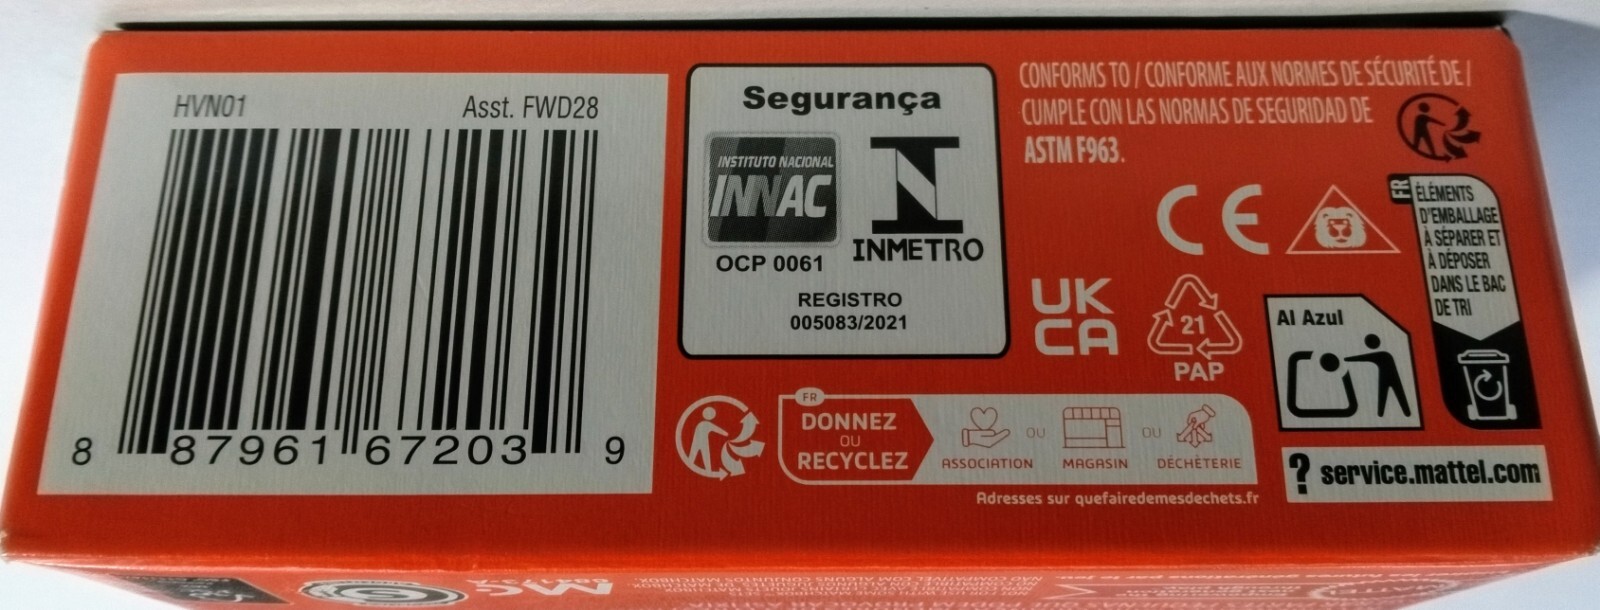 HVN01 Asst. FWD28
8 87961 67203 9
Segurança
INSTITUTO NACIONAL
INNAC
INMETRO
OCP 0061
REGISTRO
005083/2021
CONFORMS TO / CONFORME AUX NORMES DE SÉCURITÉ DE /
CUMPLE CON LAS NORMAS DE SEGURIDAD DE
ASTM F963.
CE
UK
CA
21
PAP
FR
ÉLÉMENTS
D'EMBALLAGE
À SÉPARER ET
À DÉPOSER
DANS LE BAC
DE TRI
Al Azul
FR
DONNEZ
OU
RECYCLEZ
ASSOCIATION OU MAGASIN OU DÉCHÈTERIE
Adresses sur quefairedemesdechets.fr
? service.mattel.com